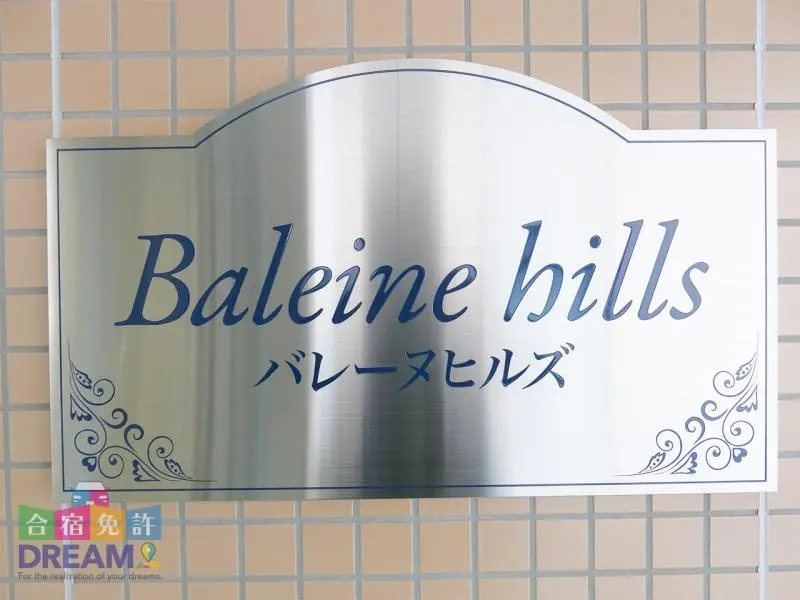 Baleine hills
バレーヌヒルズ
合宿免許
DREAM
For the realization of your dreams.